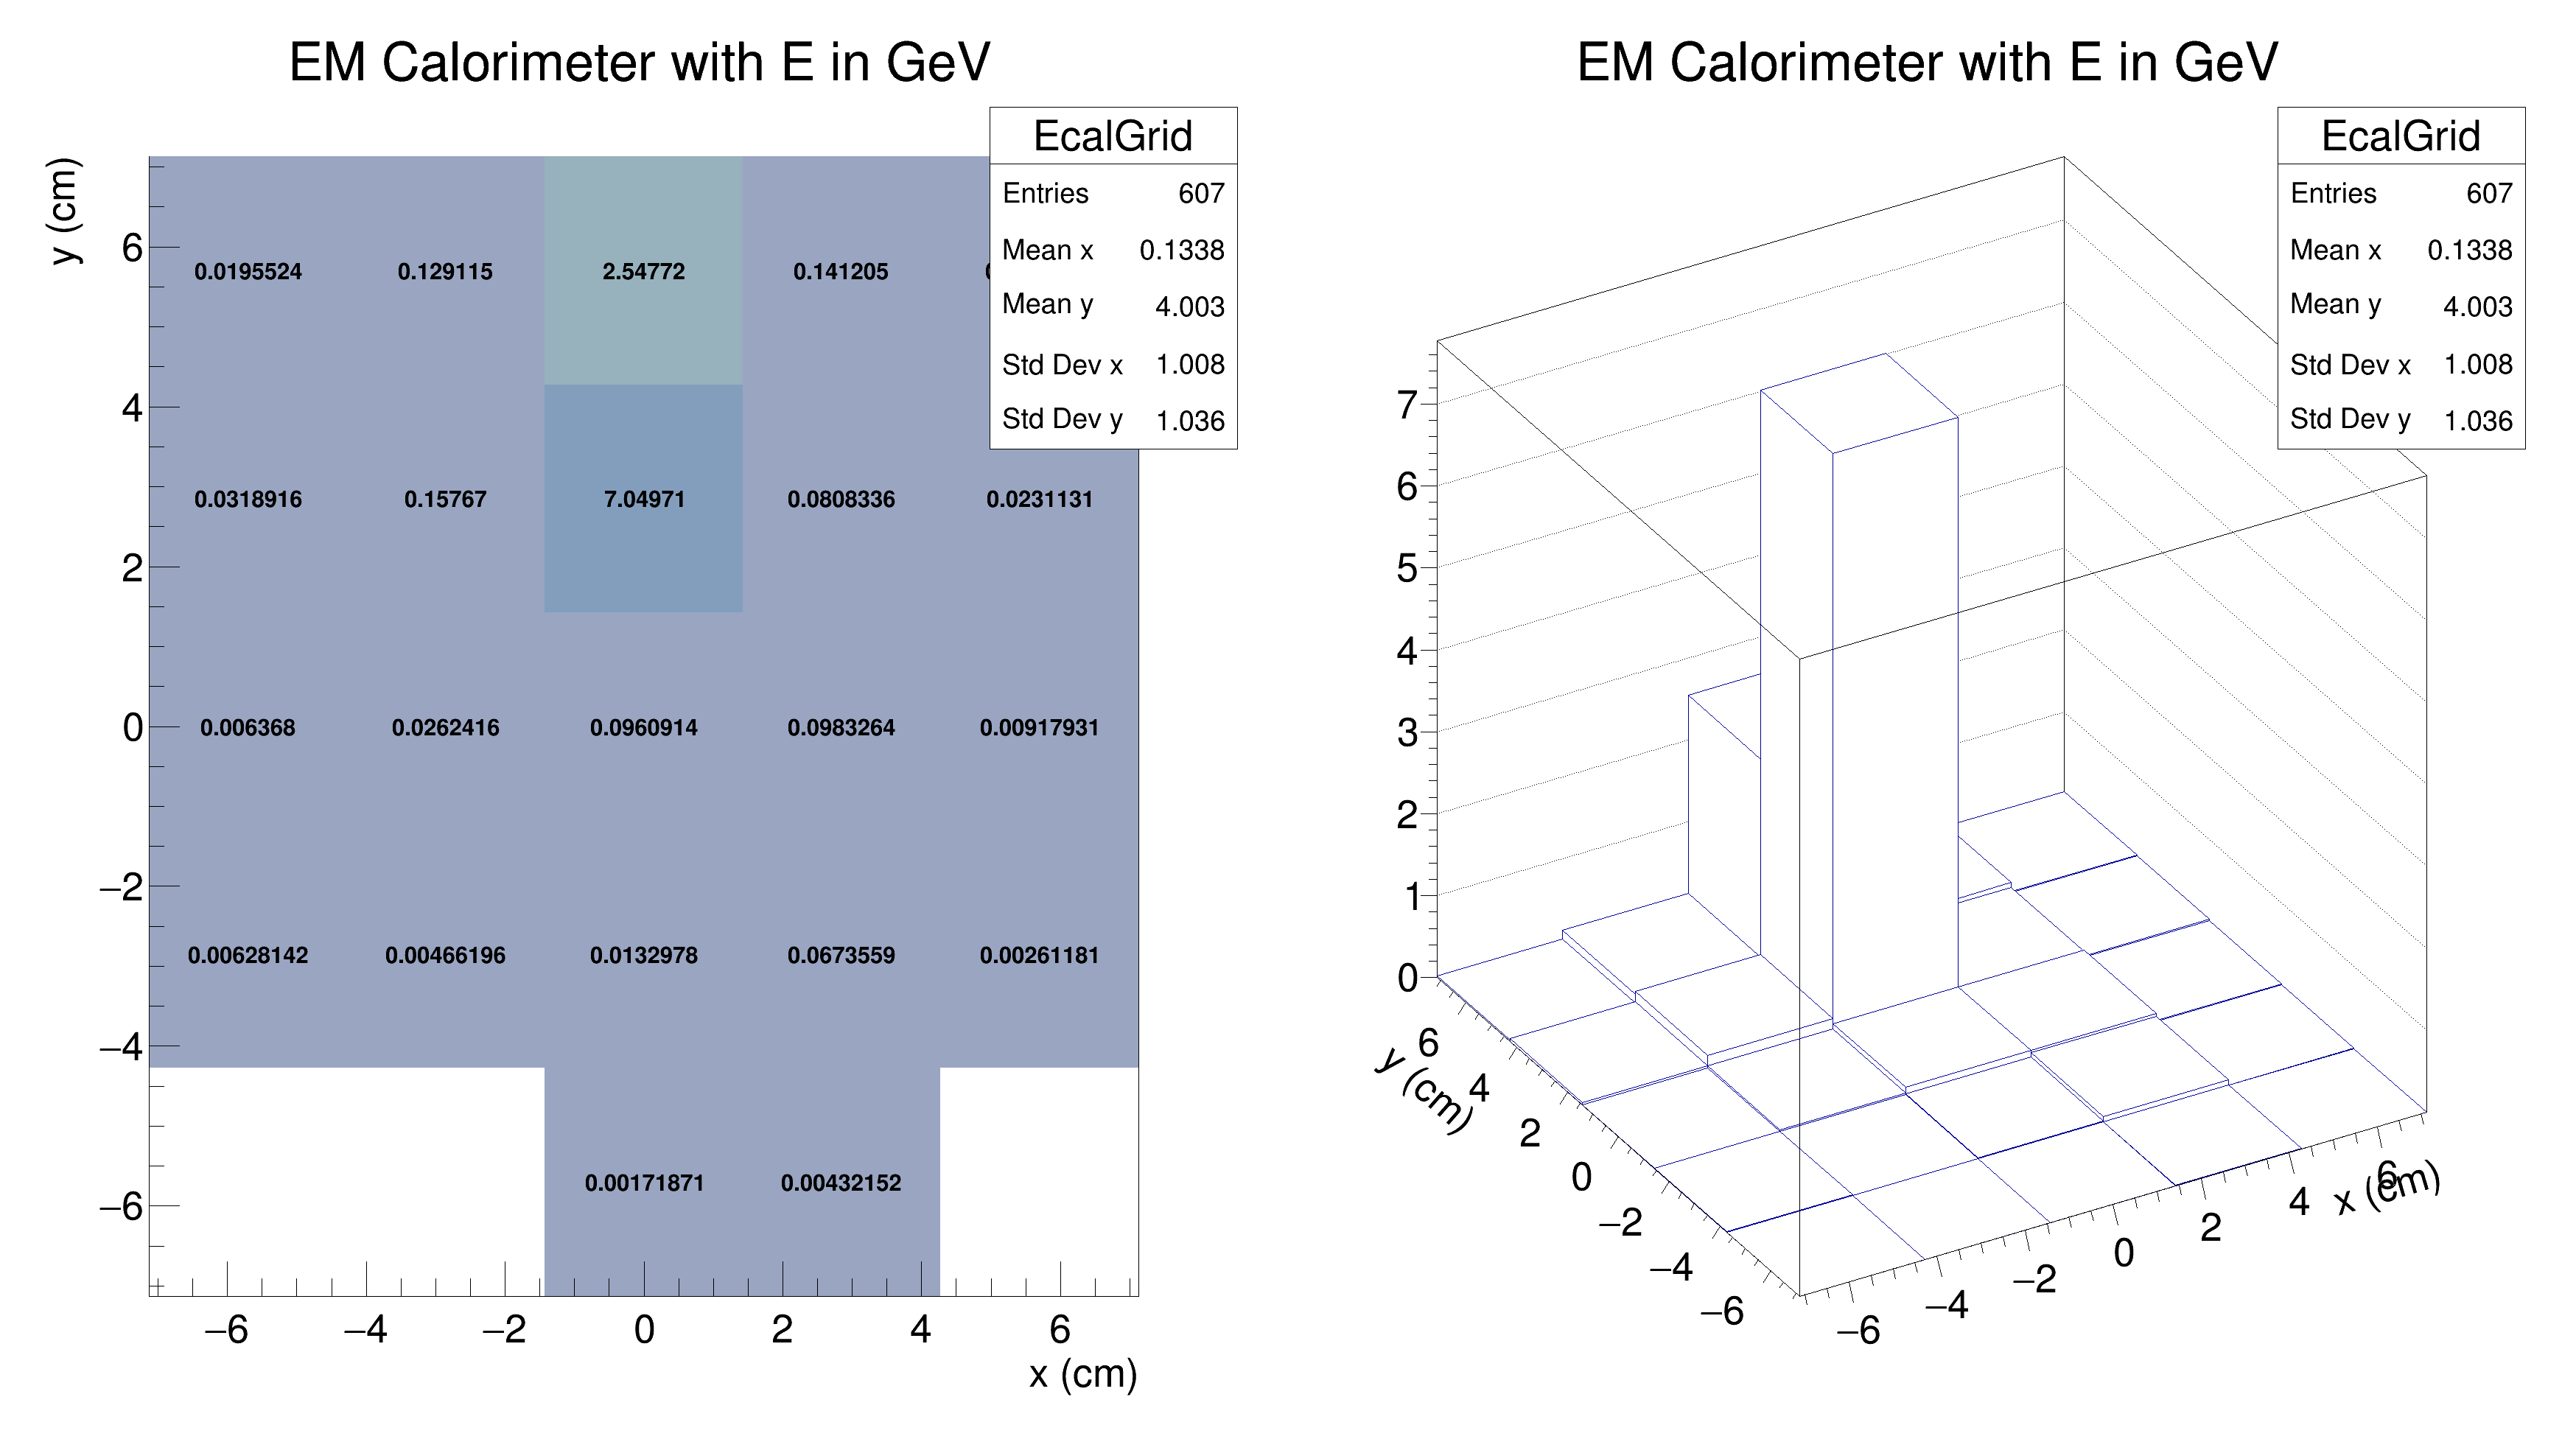 EM Calorimeter with E in GeV
EcalGrid
Entries 607
Mean x 0.1338
Mean y 4.003
Std Dev x 1.008
Std Dev y 1.036
y (cm)
6
4
2
0
−2
−4
−6
0.0195524 0.129115 2.54772 0.141205
0.0318916 0.15767 7.04971 0.0808336 0.0231131
0.006368 0.0262416 0.0960914 0.0983264 0.00917931
0.00628142 0.00466196 0.0132978 0.0673559 0.00261181
0.00171871 0.00432152
−6 −4 −2 0 2 4 6
x (cm)
EM Calorimeter with E in GeV
EcalGrid
Entries 607
Mean x 0.1338
Mean y 4.003
Std Dev x 1.008
Std Dev y 1.036
7
6
5
4
3
2
1
0
y (cm)
6
4
2
0
−2
−4
−6
−6 −4 −2 0 2 4 6
x (cm)